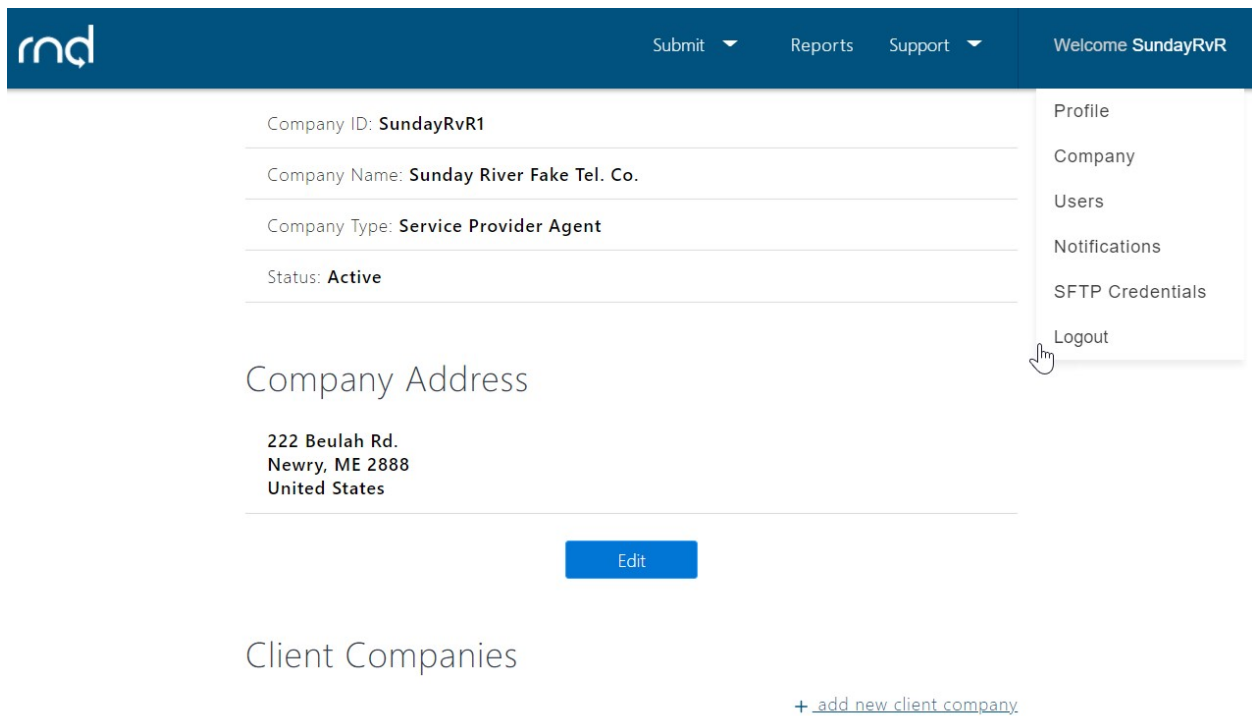 rnd
Submit Reports Support Welcome SundayRvR
Profile
Company
Users
Notifications
SFTP Credentials
Logout
Company ID: SundayRvR1
Company Name: Sunday River Fake Tel. Co.
Company Type: Service Provider Agent
Status: Active
Company Address
222 Beulah Rd.
Newry, ME 2888
United States
Edit
Client Companies
+ add new client company